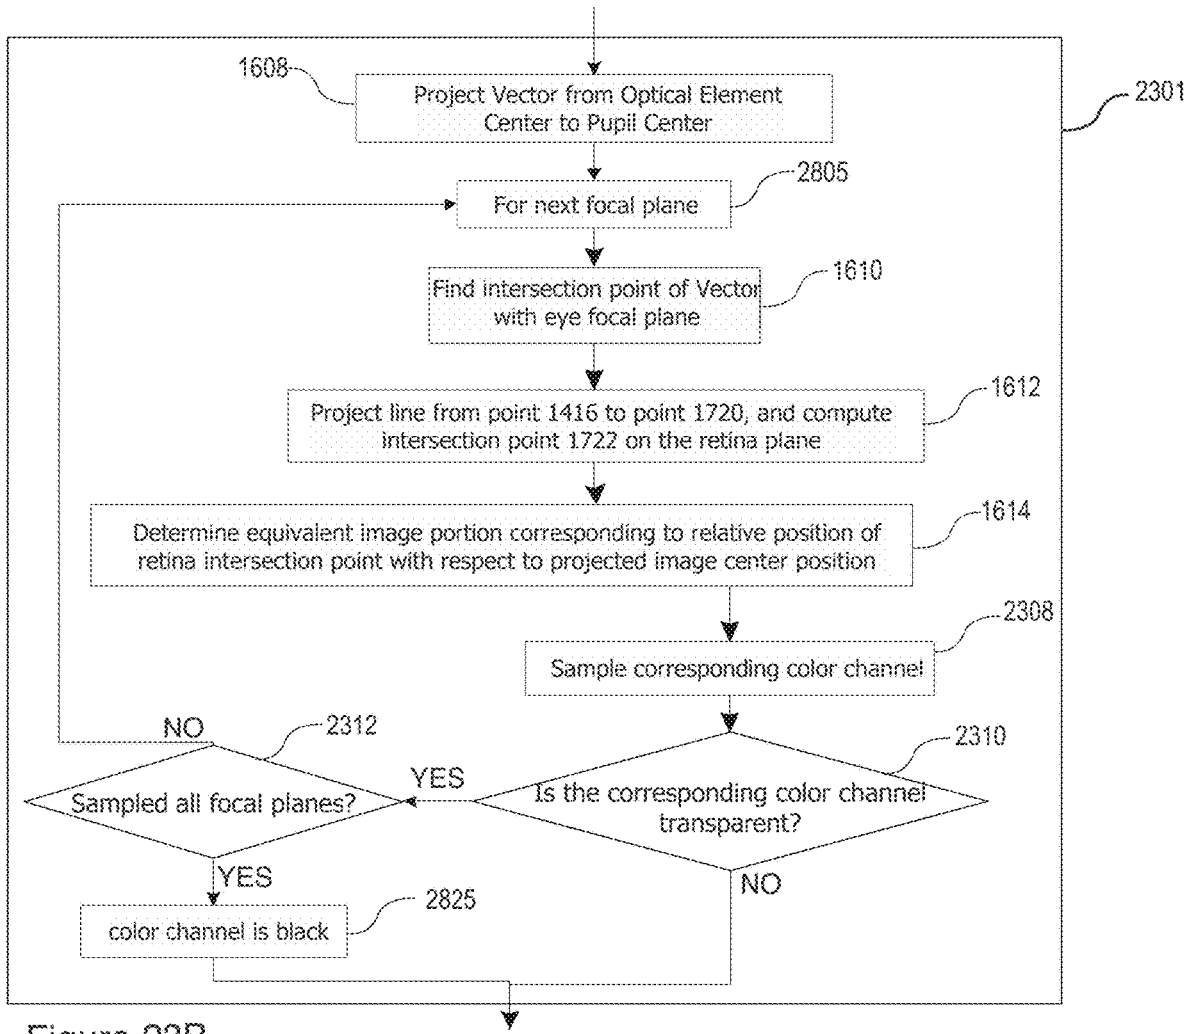 1608
Project Vector from Optical Element
Center to Pupil Center
2301
2805
For next focal plane
1610
Find intersection point of Vector
with eye focal plane
1612
Project line from point 1416 to point 1720, and compute
intersection point 1722 on the retina plane
1614
Determine equivalent image portion corresponding to relative position of
retina intersection point with respect to projected image center position
2308
Sample corresponding color channel
NO
2312
2310
YES
Sampled all focal planes?
Is the corresponding color channel
transparent?
YES
NO
2825
color channel is black
Figure